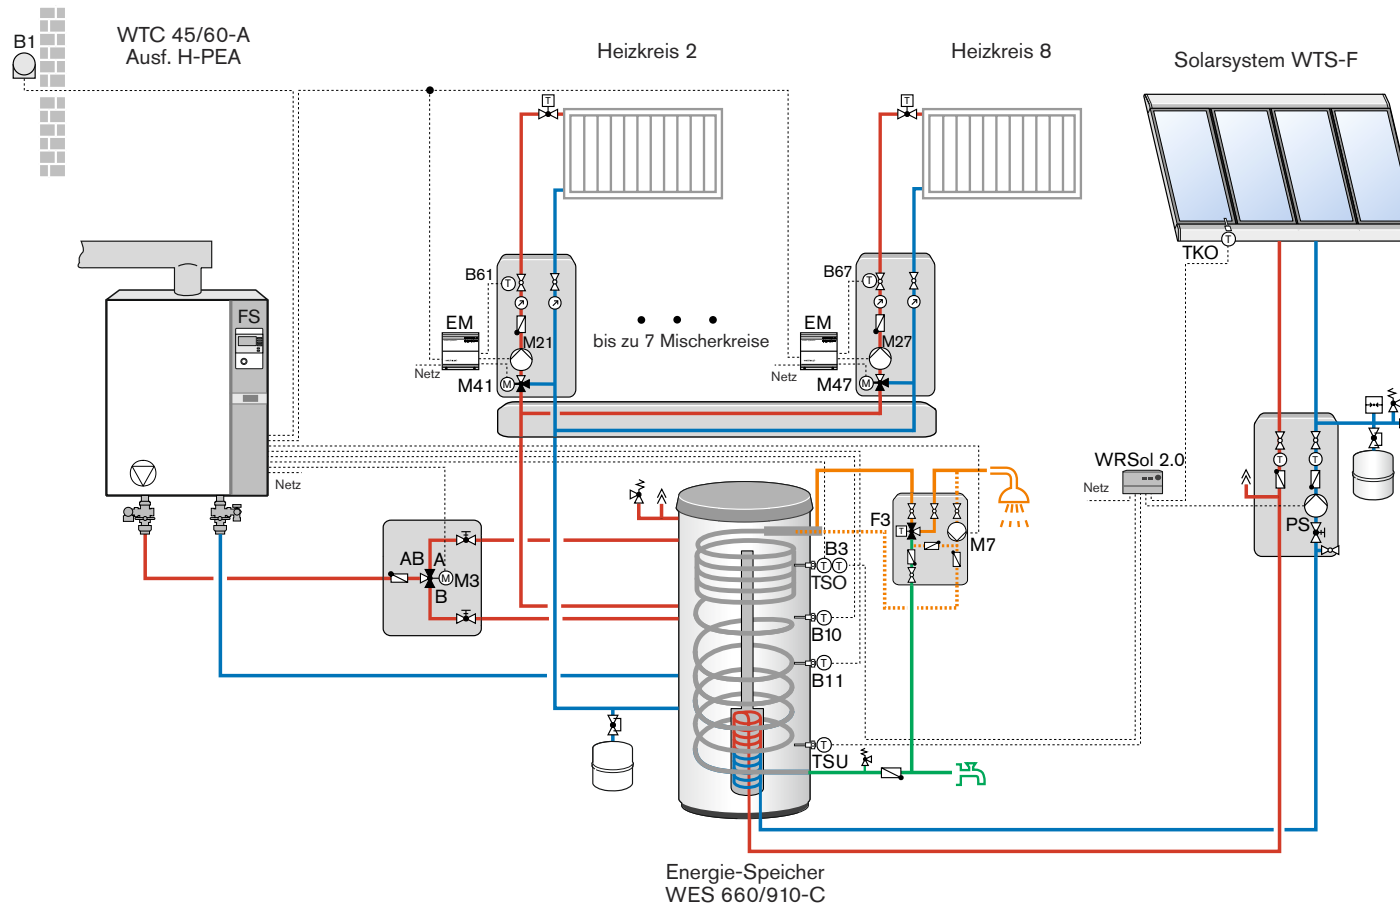 B1
WTC 45/60-A
Ausf. H-PEA
Heizkreis 2
Heizkreis 8
Solarsystem WTS-F
T
T
TKO
T
B61
T
B67
T
FS
EM
M21
bis zu 7 Mischerkreise
EM
M27
Netz
M41
M
Netz
M47
M
T
T
Netz
WRSol 2.0
Netz
PS
F3
T
M7
AB
A
M
M3
B
B3
T
T
TSO
T
B10
T
B11
T
TSU
Energie-Speicher
WES 660/910-C